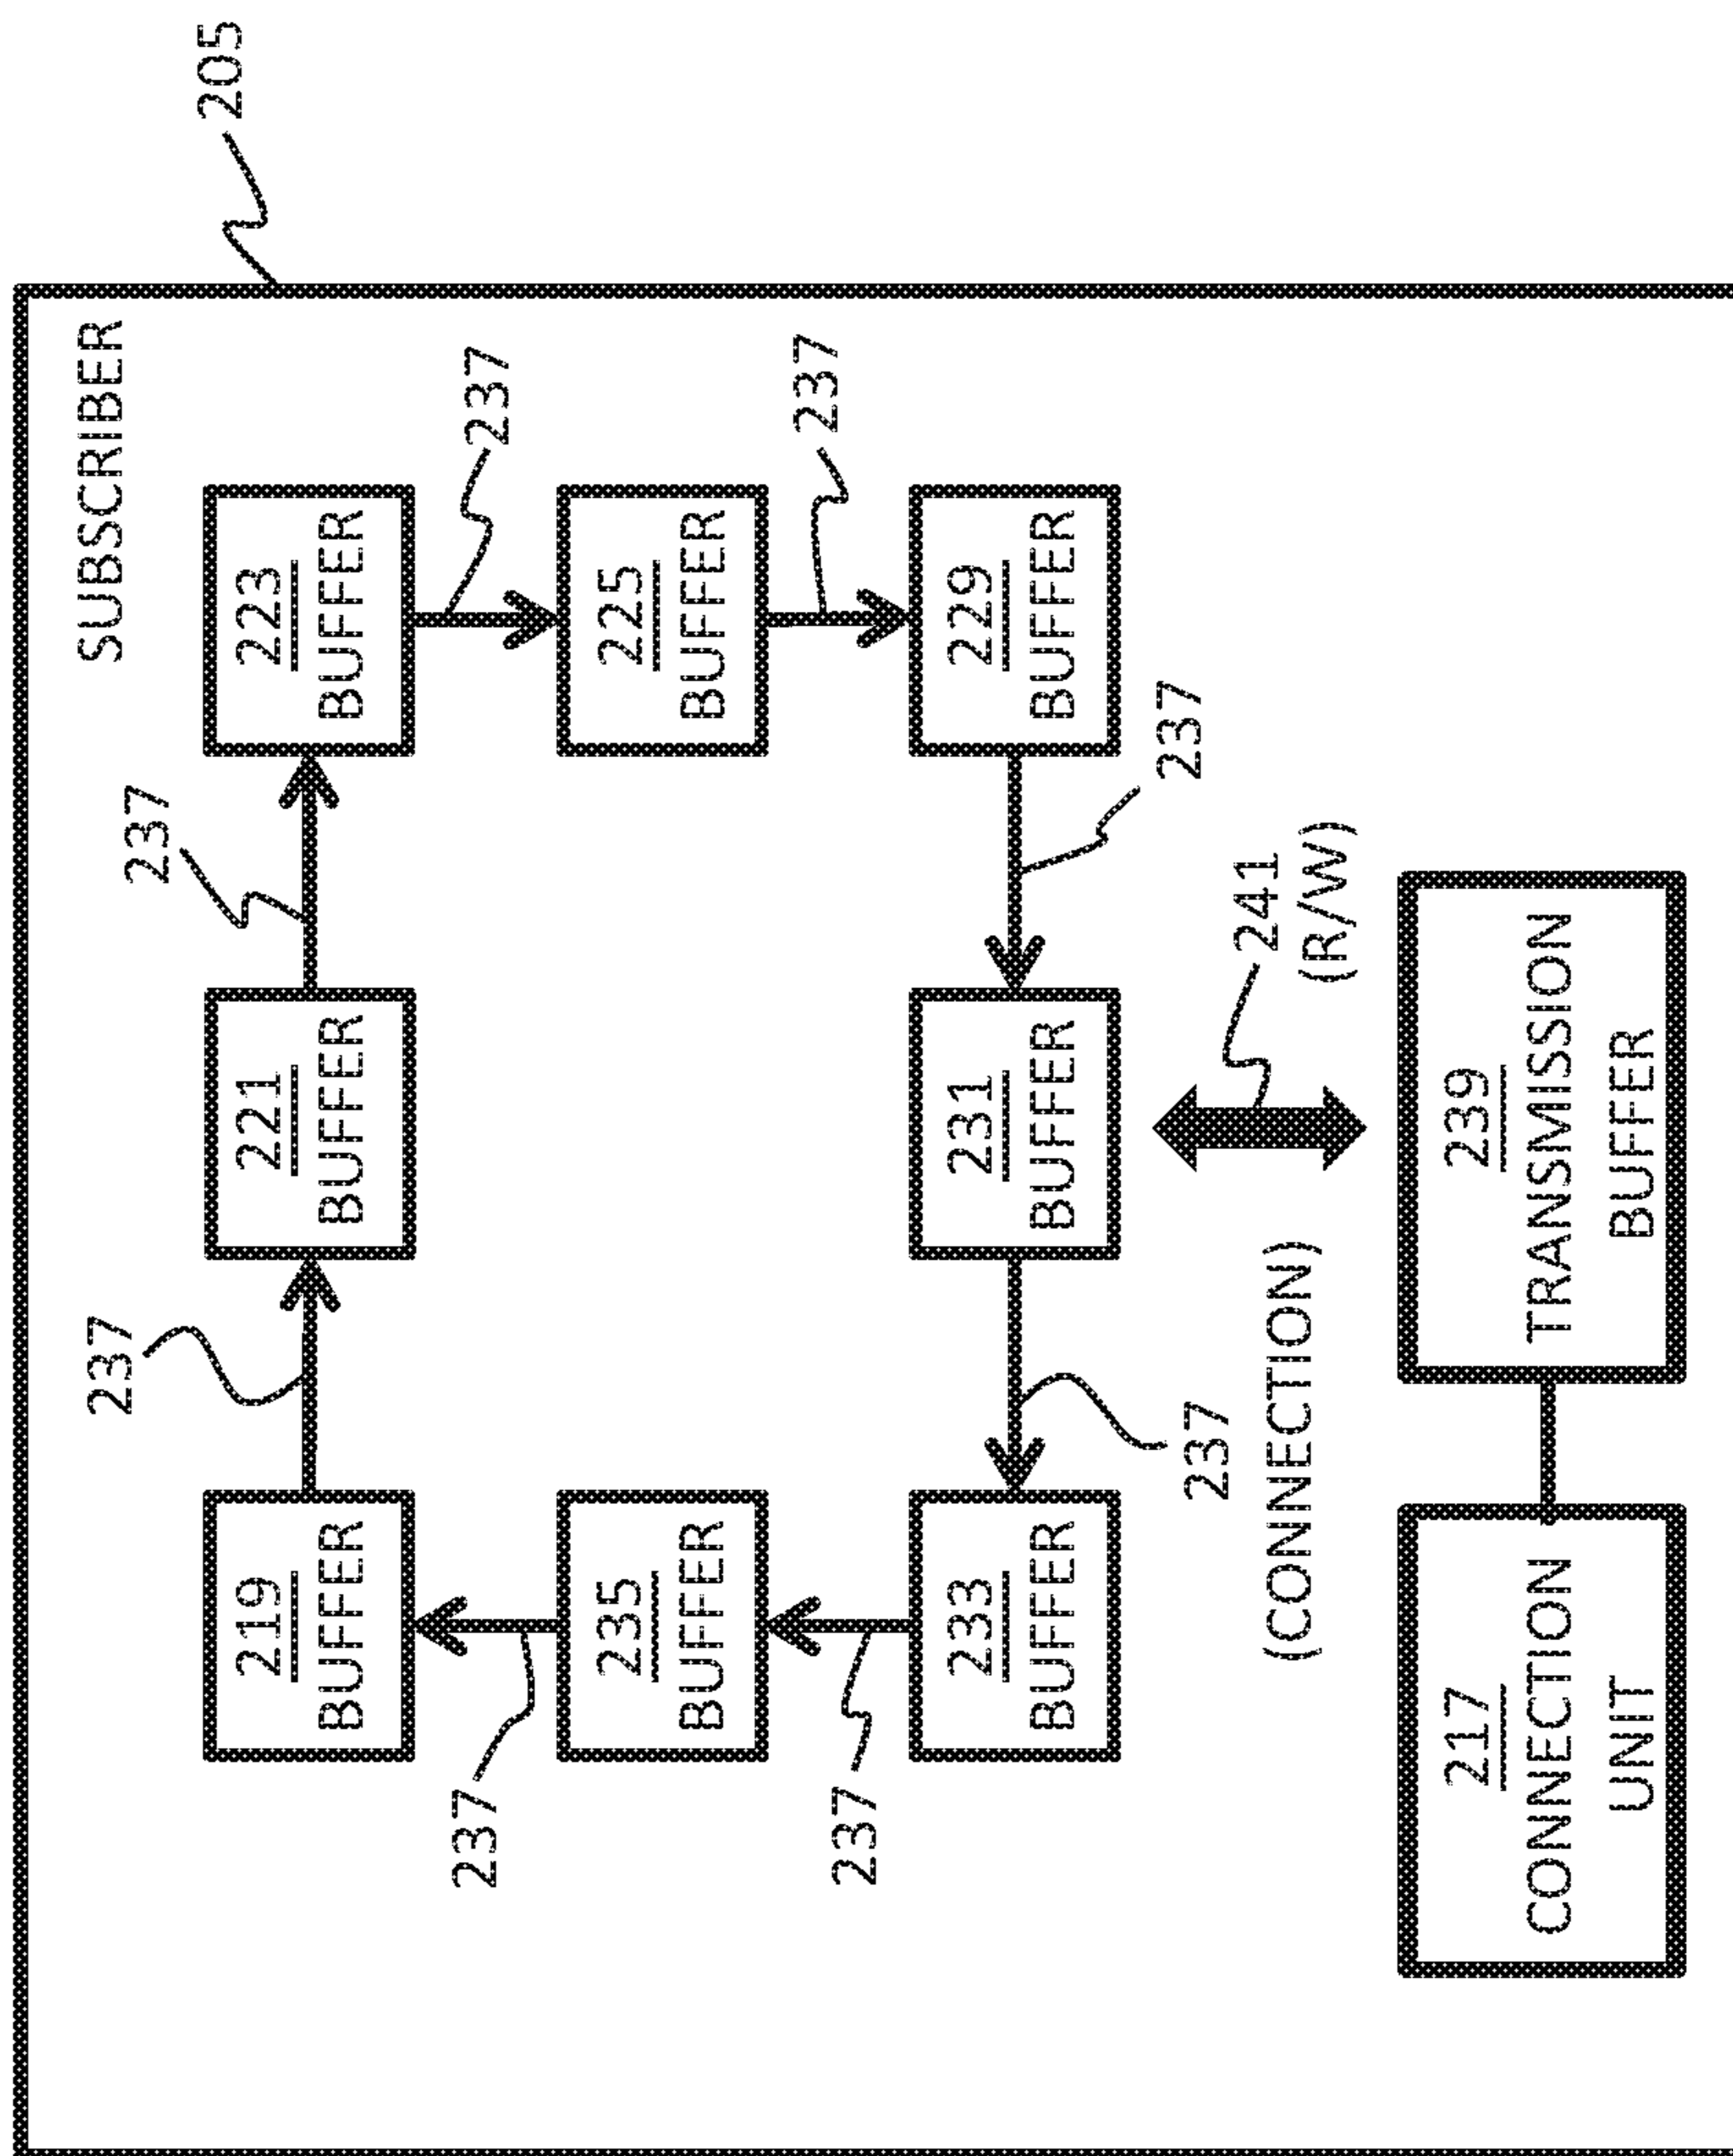 SUBSCRIBER
205
237
237
219
BUFFER
221
BUFFER
223
BUFFER
237
237
235
BUFFER
225
BUFFER
237
237
233
BUFFER
231
BUFFER
229
BUFFER
237
237
(CONNECTION)
241
(R/W)
217
CONNECTION
UNIT
239
TRANSMISSION
BUFFER